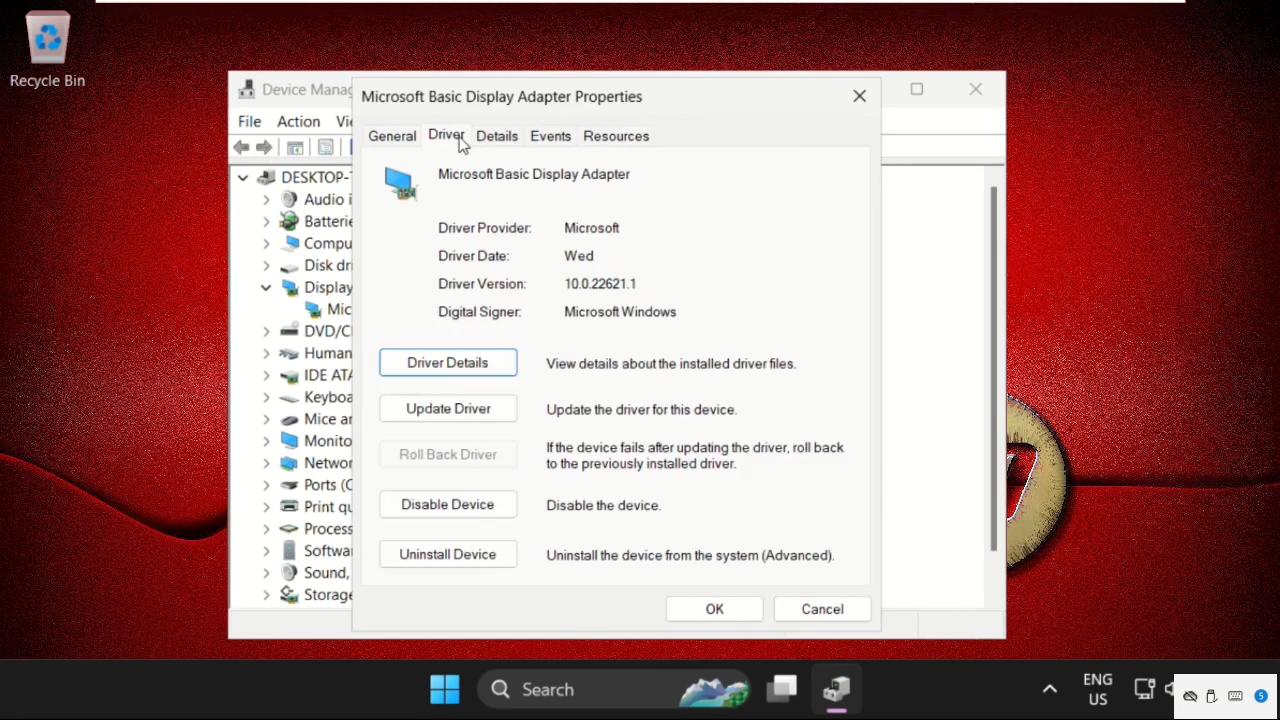 Recycle Bin
Device Manag
Microsoft Basic Display Adapter Properties
File Action Vi
General Driver Details Events Resources
DESKTOP-
Audio i
Batterie
Compu
Disk dri
Display
Mic
DVD/C
Human
IDE ATA
Keyboa
Mice an
Monito
Networ
Ports (C
Print qu
Process
Softwa
Sound,
Storage
Microsoft Basic Display Adapter
Driver Provider: Microsoft
Driver Date: Wed
Driver Version: 10.0.22621.1
Digital Signer: Microsoft Windows
Driver Details View details about the installed driver files.
Update Driver Update the driver for this device.
Roll Back Driver If the device fails after updating the driver, roll back
to the previously installed driver.
Disable Device Disable the device.
Uninstall Device Uninstall the device from the system (Advanced).
OK Cancel
Search
ENG
US
5